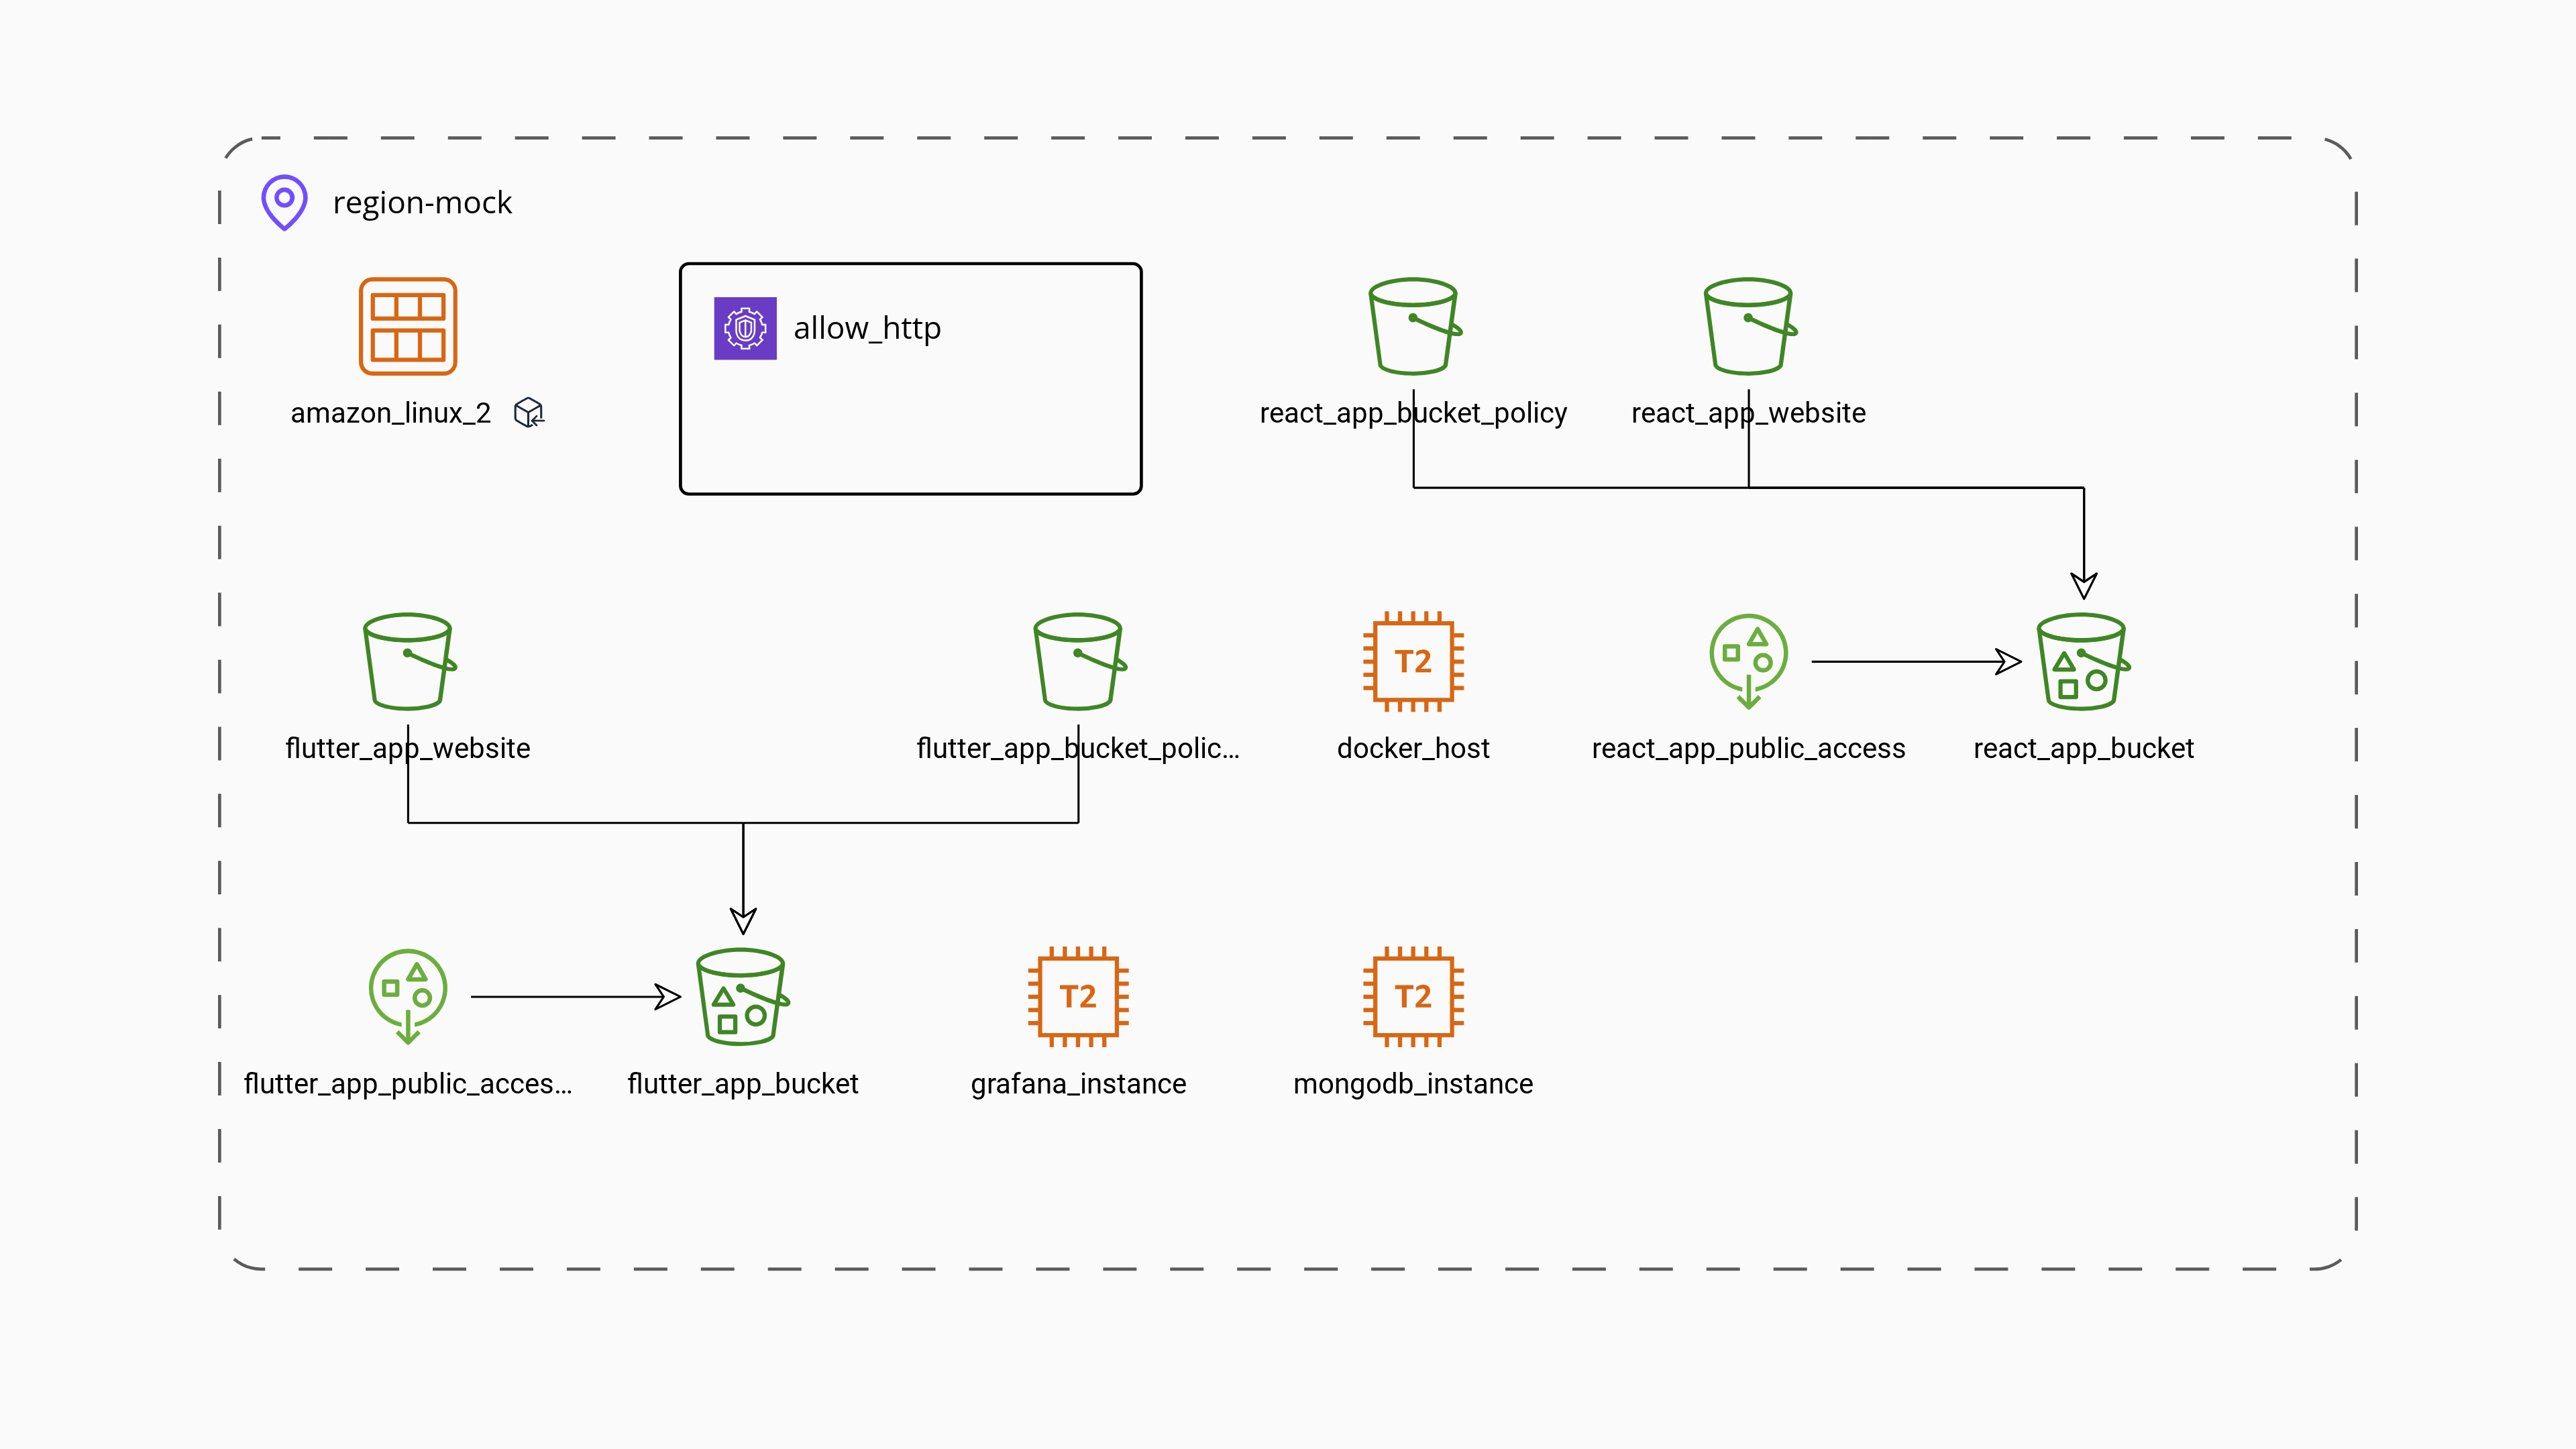 region-mock
amazon_linux_2
allow_http
react_app_bucket_policy
react_app_website
flutter_app_website
flutter_app_bucket_polic...
T2
docker_host
react_app_public_access
react_app_bucket
flutter_app_public_acces...
flutter_app_bucket
T2
grafana_instance
T2
mongodb_instance